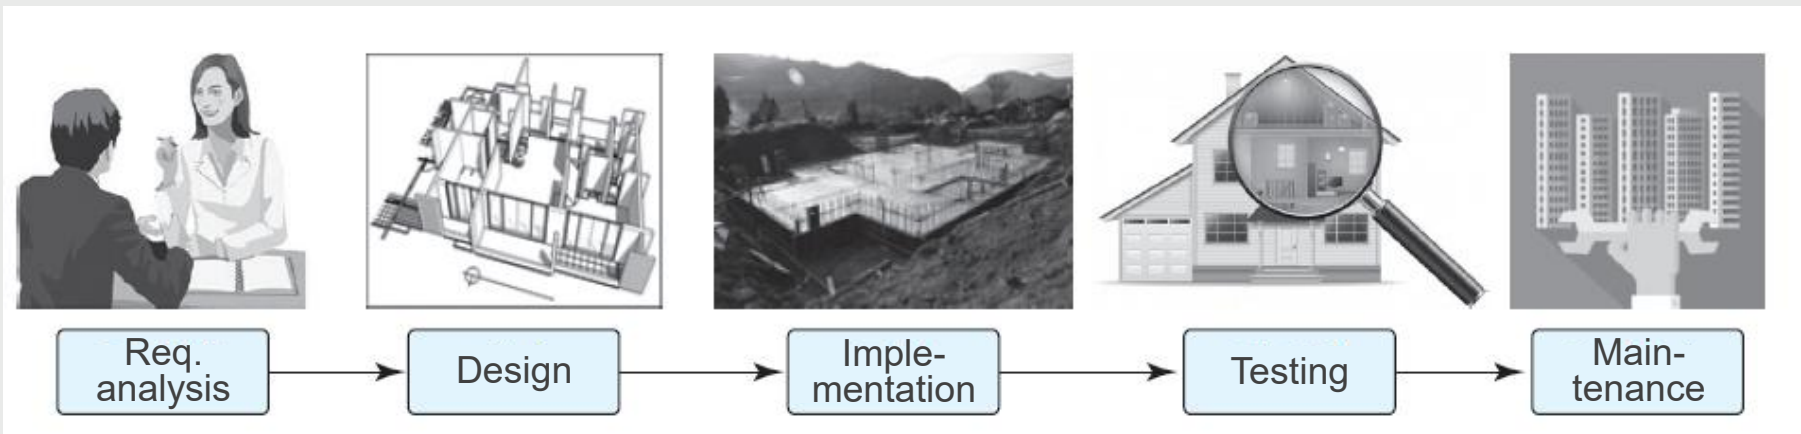 Req.
analysis
Design
Imple-
mentation
Testing
Main-
tenance